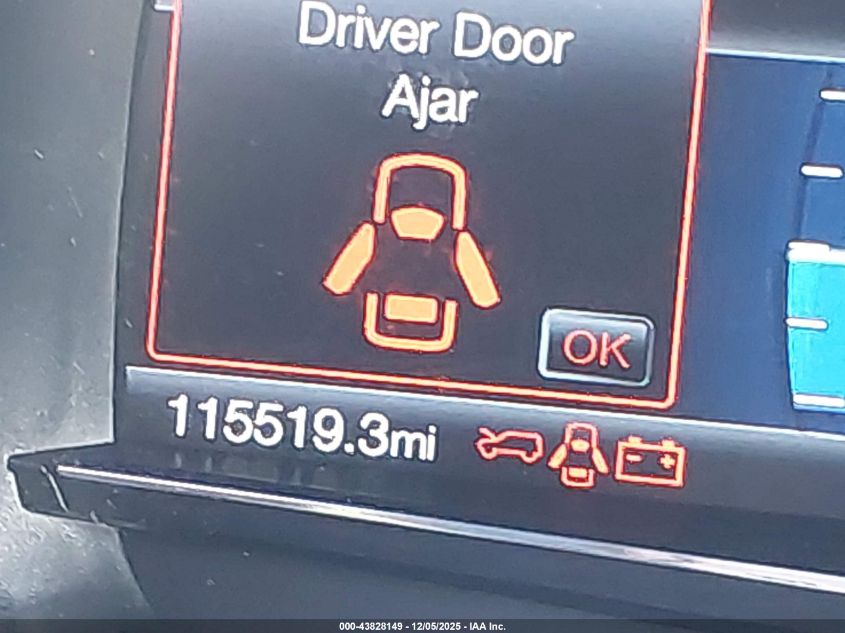 Driver Door
Ajar
OK
115519.3mi
000-43828149 - 12/05/2025 - IAA Inc.